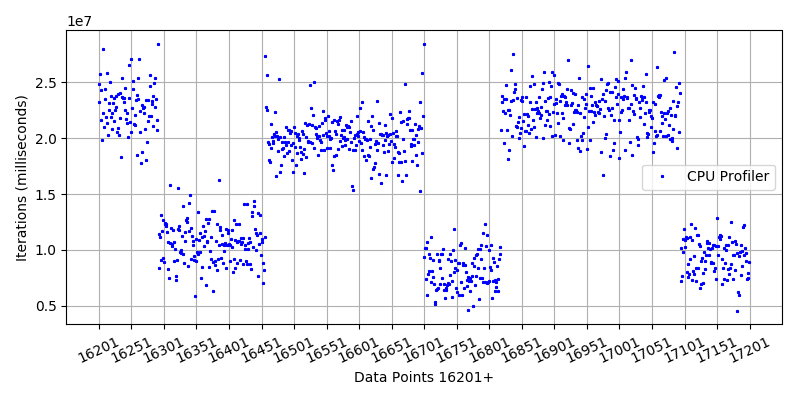 1e7
2.5
2.0
1.5
1.0
0.5
Iterations (milliseconds)
CPU Profiler
16201 16251 16301 16351 16401 16451 16501 16551 16601 16651 16701 16751 16801 16851 16901 16951 17001 17051 17101 17151 17201
Data Points 16201+